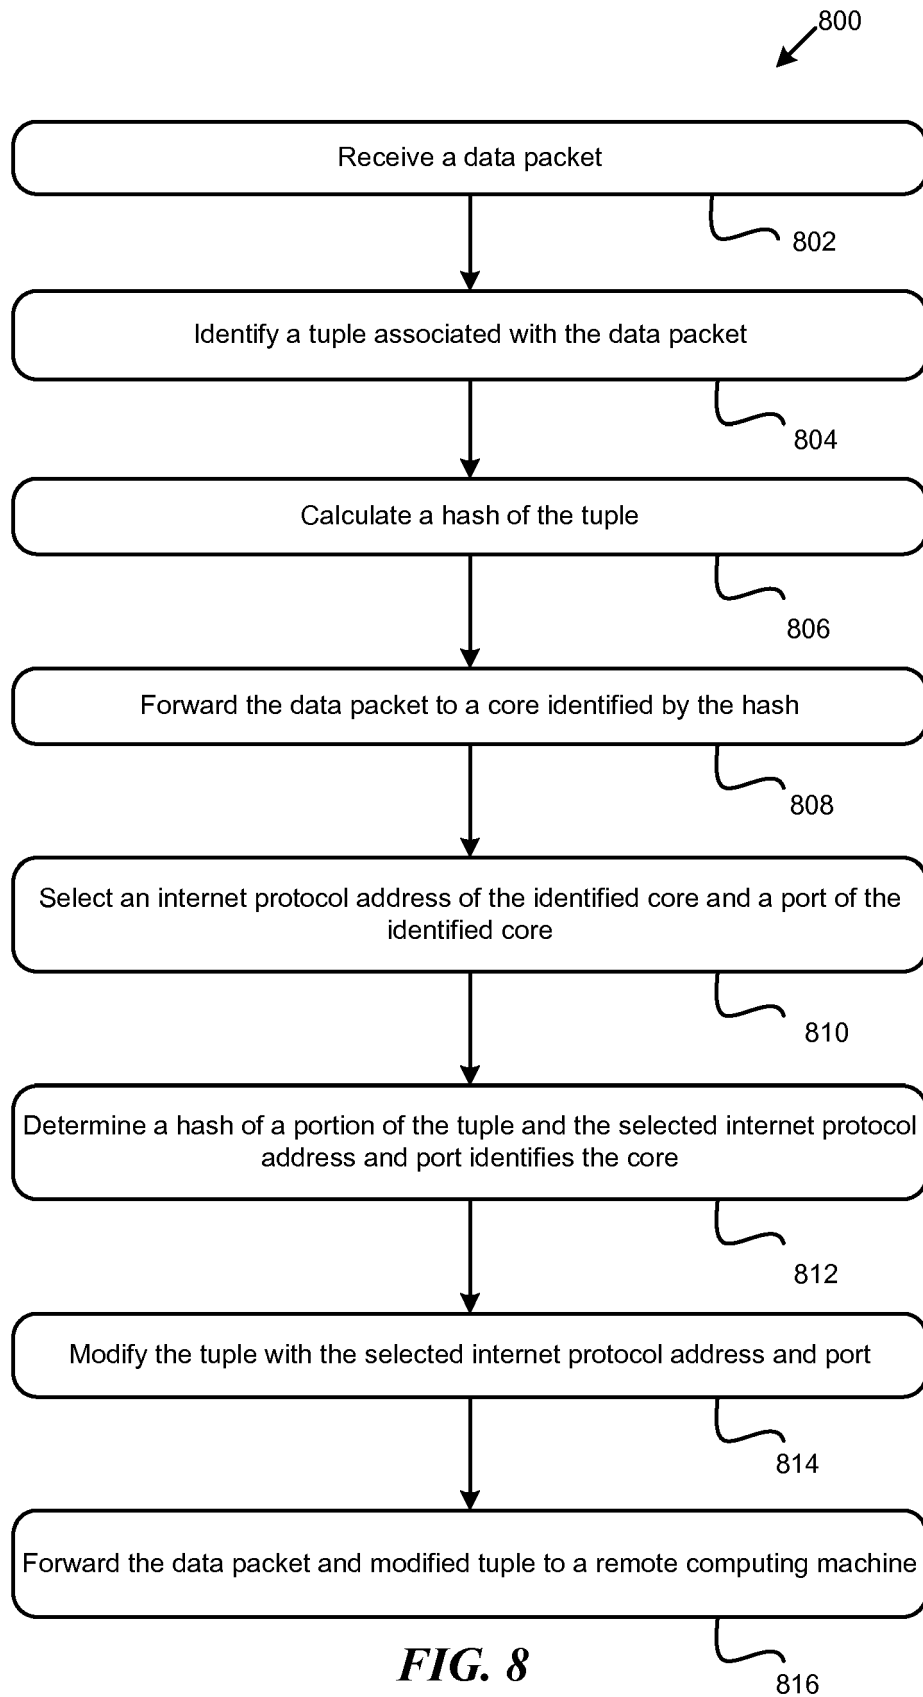 800
Receive a data packet
802
Identify a tuple associated with the data packet
804
Calculate a hash of the tuple
806
Forward the data packet to a core identified by the hash
808
Select an internet protocol address of the identified core and a port of the
identified core
810
Determine a hash of a portion of the tuple and the selected internet protocol
address and port identifies the core
812
Modify the tuple with the selected internet protocol address and port
814
Forward the data packet and modified tuple to a remote computing machine
FIG. 8
816